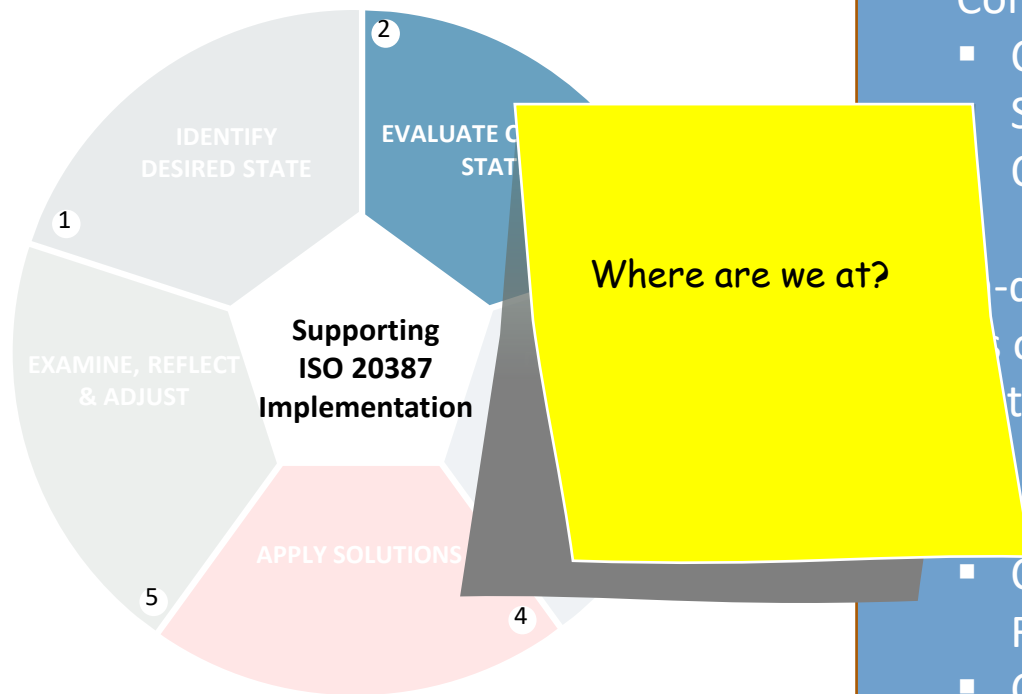 2
IDENTIFY
DESIRED STATE
EVALUATE
1
Where are we at?
Supporting
ISO 20387
Implementation
EXAMINE, REFLECT
& ADJUST
APPLY SOLUTIONS
5
4